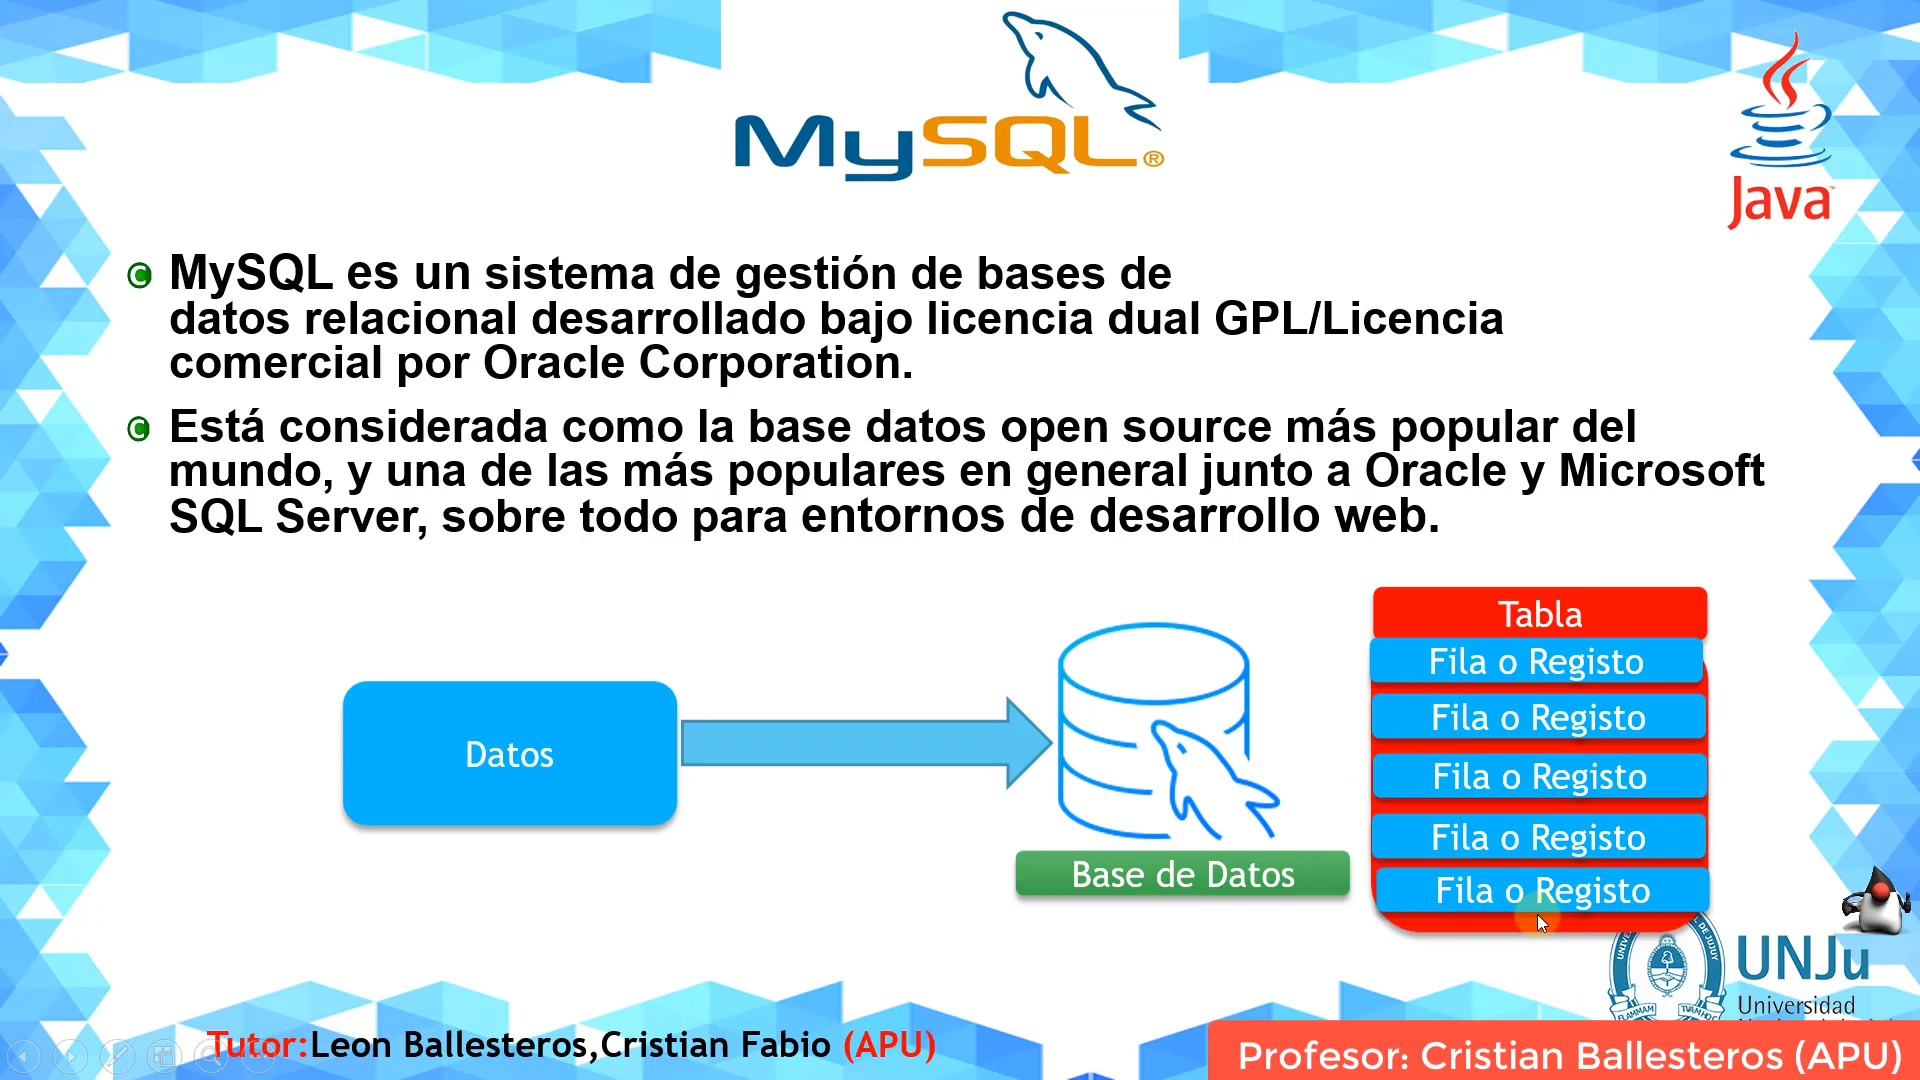 MySQL®
Java
MySQL es un sistema de gestión de bases de
datos relacional desarrollado bajo licencia dual GPL/Licencia
comercial por Oracle Corporation.
Está considerada como la base datos open source más popular del
mundo, y una de las más populares en general junto a Oracle y Microsoft
SQL Server, sobre todo para entornos de desarrollo web.
Tabla
Fila o Registo
Fila o Registo
Fila o Registo
Fila o Registo
Fila o Registo
Datos
Base de Datos
UNJu
Universidad
Tutor:Leon Ballesteros,Cristian Fabio (APU)
Profesor: Cristian Ballesteros (APU)